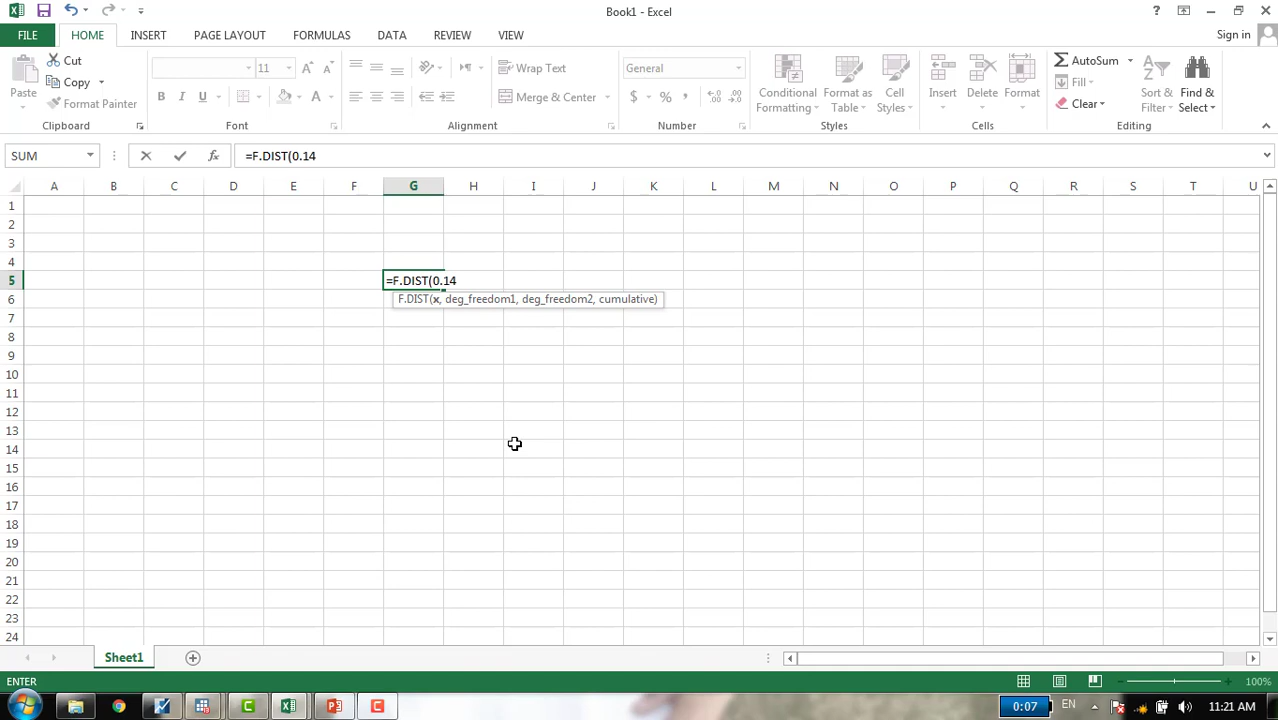 Book1 - Excel
?
FILE HOME INSERT PAGE LAYOUT FORMULAS DATA REVIEW VIEW Sign in
Paste
Cut
Copy
Format Painter
Clipboard
11
B I U
A
Font
Wrap Text
Merge & Center
Alignment
General
$ % ,
Number
Conditional Formatting
Format as Table
Cell Styles
Styles
Insert
Delete
Format
Cells
AutoSum
Fill
Clear
Sort & Filter
Find & Select
Editing
SUM fx =F.DIST(0.14
A B C D E F G H I J K L M N O P Q R S T U
1
2
3
4
5 =F.DIST(0.14
6 F.DIST(x, deg_freedom1, deg_freedom2, cumulative)
7
8
9
10
11
12
13
14
15
16
17
18
19
20
21
22
23
24
Sheet1
ENTER 100%
0:07 EN 11:21 AM